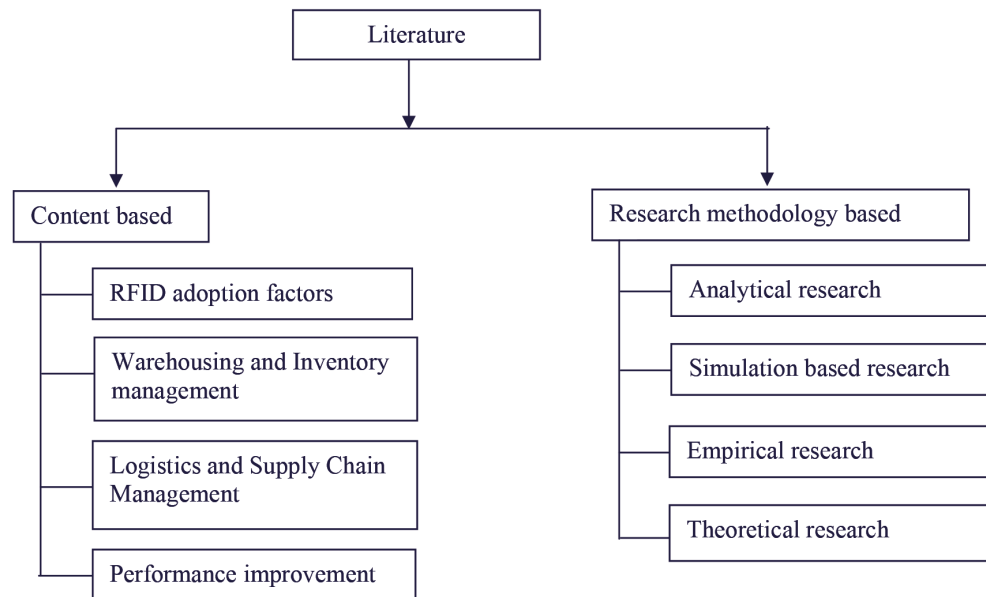 Literature
Content based
RFID adoption factors
Warehousing and Inventory
management
Logistics and Supply Chain
Management
Performance improvement
Research methodology based
Analytical research
Simulation based research
Empirical research
Theoretical research